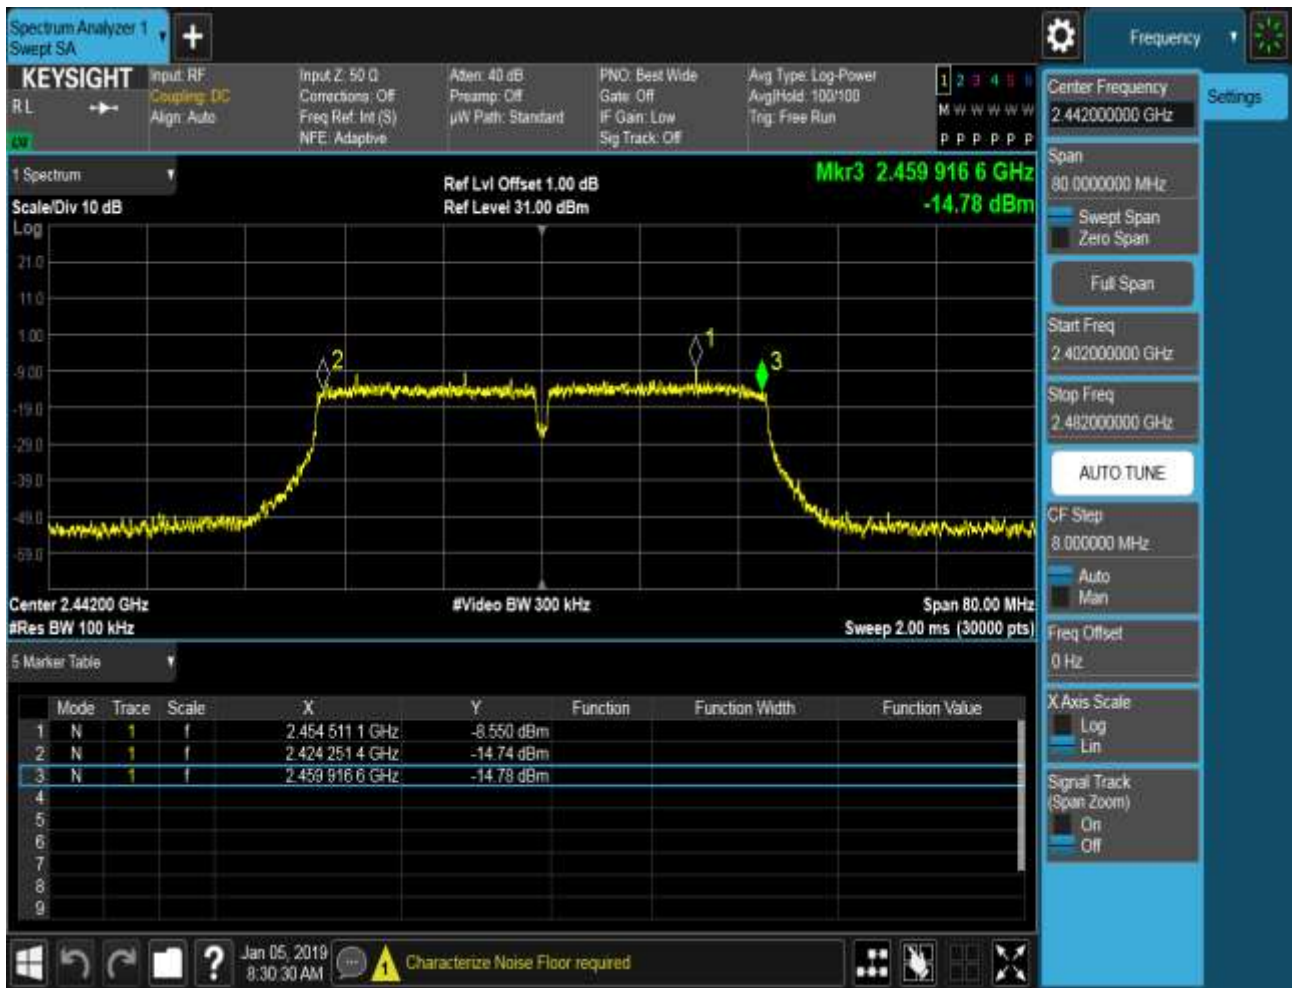 Spectrum Analyzer 1
Swept SA
+
Frequency
KEYSIGHT
R L
Input: RF
Coupling: DC
Align: Auto
Input Z: 50 Ω
Corrections: Off
Freq Ref: Int (S)
NFE: Adaptive
Atten: 40 dB
Preamp: Off
µW Path: Standard
PNO: Best Wide
Gate: Off
IF Gain: Low
Sig Track: Off
Avg Type: Log-Power
Avg|Hold: 100/100
Trig: Free Run
1 2 3 4 5 6
M W W W W W
P P P P P P
1 Spectrum
Scale/Div 10 dB
Ref Lvl Offset 1.00 dB
Ref Level 31.00 dBm
Mkr3 2.459 916 6 GHz
-14.78 dBm
Log
21.0
11.0
1.00
-9.00
-19.0
-29.0
-39.0
-49.0
-59.0
2
1
3
Center 2.44200 GHz
#Video BW 300 kHz
Span 80.00 MHz
#Res BW 100 kHz
Sweep 2.00 ms (30000 pts)
5 Marker Table
Mode Trace Scale X Y Function Function Width Function Value
1 N 1 f 2.454 511 1 GHz -8.550 dBm
2 N 1 f 2.424 251 4 GHz -14.74 dBm
3 N 1 f 2.459 916 6 GHz -14.78 dBm
4
5
6
7
8
9
Center Frequency
2.442000000 GHz
Settings
Span
80.0000000 MHz
Swept Span
Zero Span
Full Span
Start Freq
2.402000000 GHz
Stop Freq
2.482000000 GHz
AUTO TUNE
CF Step
8.000000 MHz
Auto
Man
Freq Offset
0 Hz
X Axis Scale
Log
Lin
Signal Track
(Span Zoom)
On
Off
?
Jan 05, 2019
8:30:30 AM
1
Characterize Noise Floor required